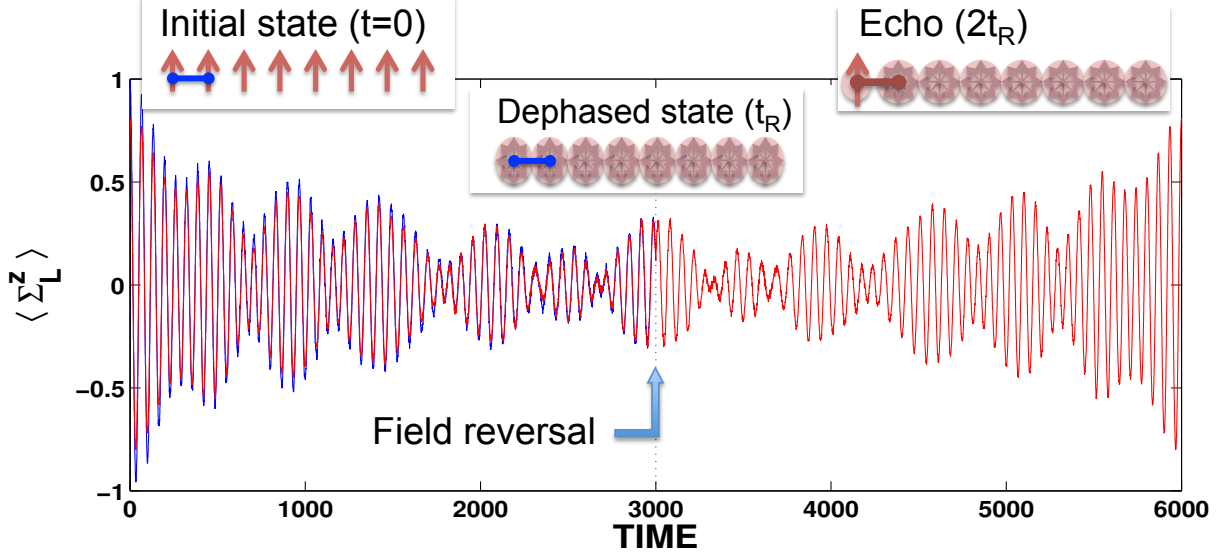 Initial state (t=0)
Echo (2t_R)
Dephased state (t_R)
Field reversal
⟨Σ_L^z⟩
1
0.5
0
−0.5
−1
0
1000
2000
3000
4000
5000
6000
TIME